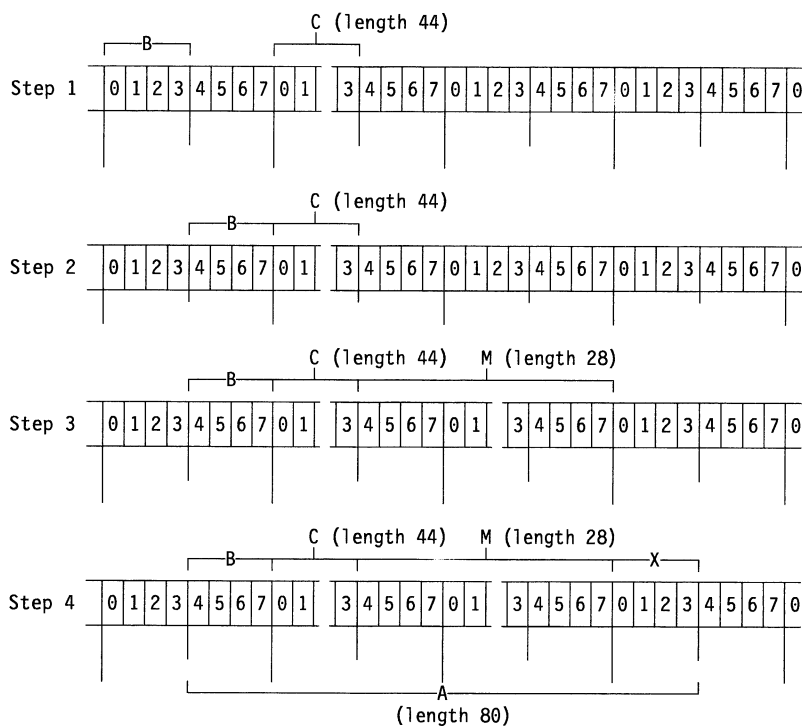 C (length 44)
B
Step 1 0 1 2 3 4 5 6 7 0 1 3 4 5 6 7 0 1 2 3 4 5 6 7 0 1 2 3 4 5 6 7 0
C (length 44)
B
Step 2 0 1 2 3 4 5 6 7 0 1 3 4 5 6 7 0 1 2 3 4 5 6 7 0 1 2 3 4 5 6 7 0
C (length 44) M (length 28)
B
Step 3 0 1 2 3 4 5 6 7 0 1 3 4 5 6 7 0 1 3 4 5 6 7 0 1 2 3 4 5 6 7 0
C (length 44) M (length 28)
B X
Step 4 0 1 2 3 4 5 6 7 0 1 3 4 5 6 7 0 1 3 4 5 6 7 0 1 2 3 4 5 6 7 0
A
(length 80)